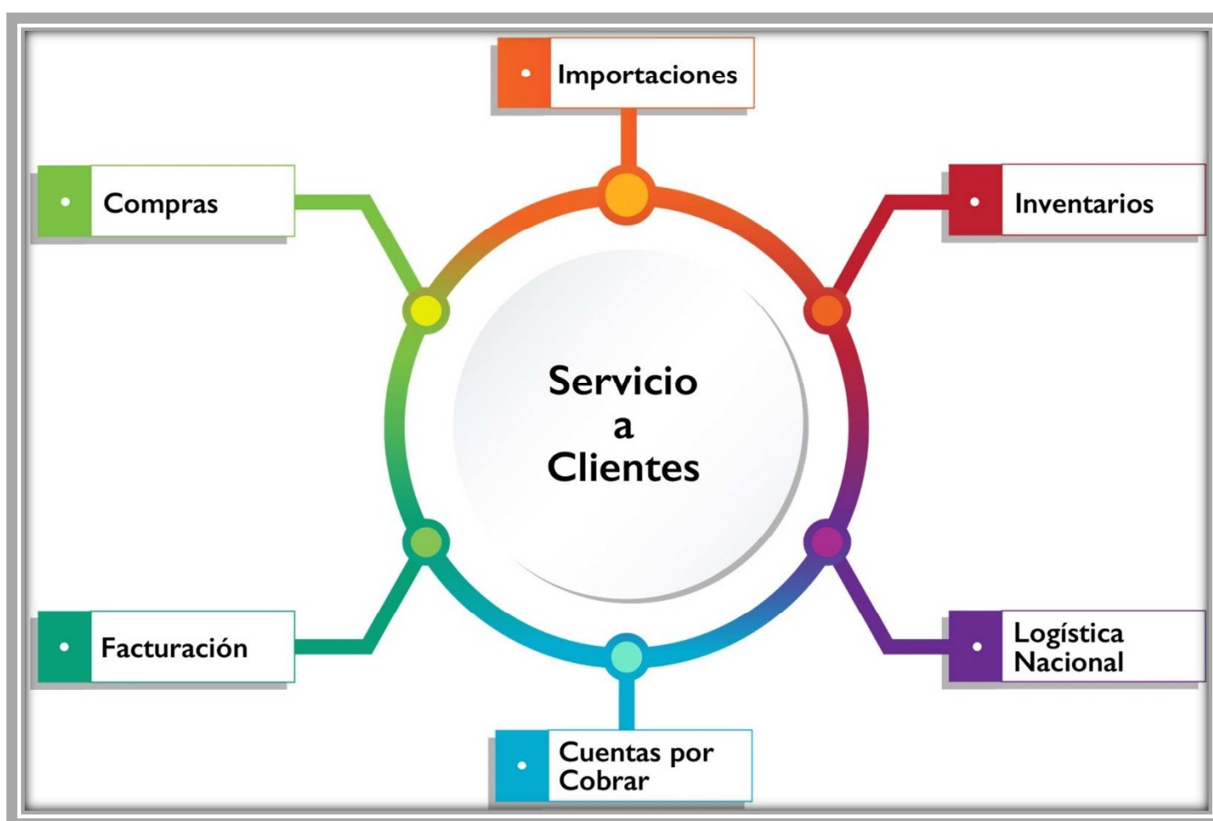 Importaciones
Compras
Inventarios
Servicio
a
Clientes
Facturación
Logística
Nacional
Cuentas por
Cobrar